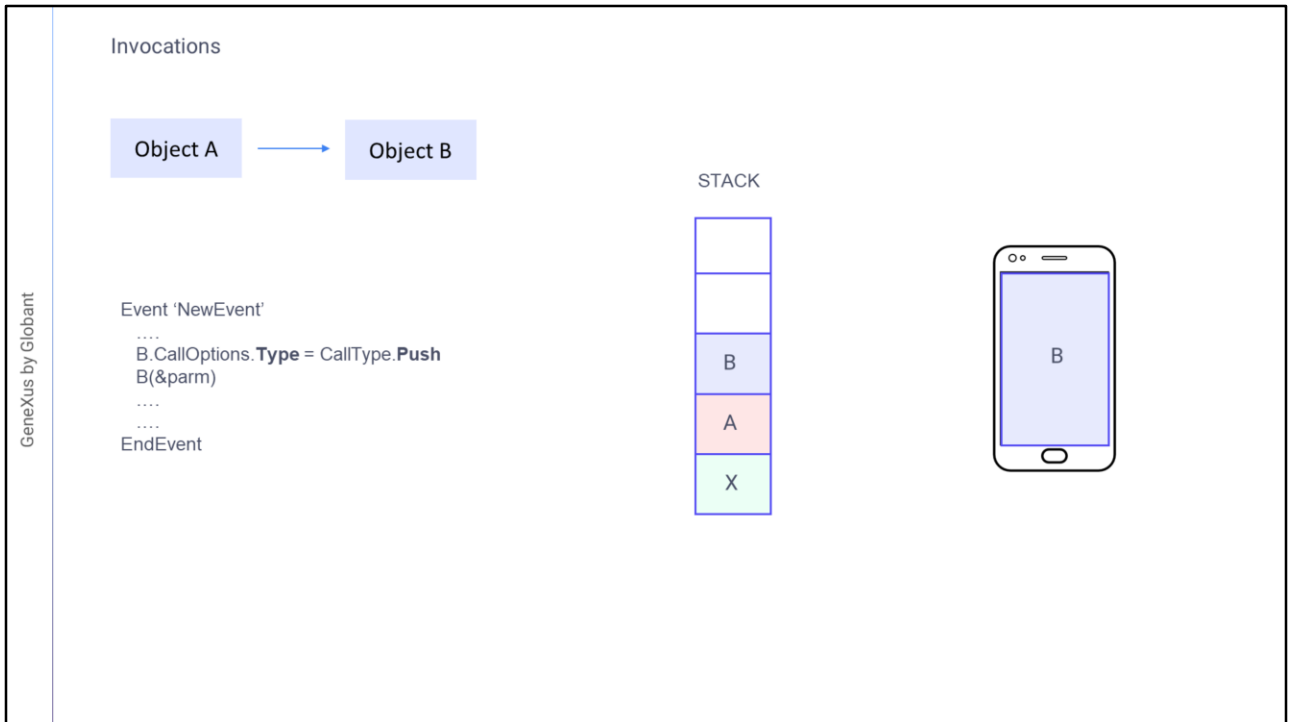 Invocations
Object A
Object B
STACK
Event ‘NewEvent’
....
B.CallOptions.Type = CallType.Push
B(&parm)
....
....
EndEvent
B
A
X
B
GeneXus by Globant